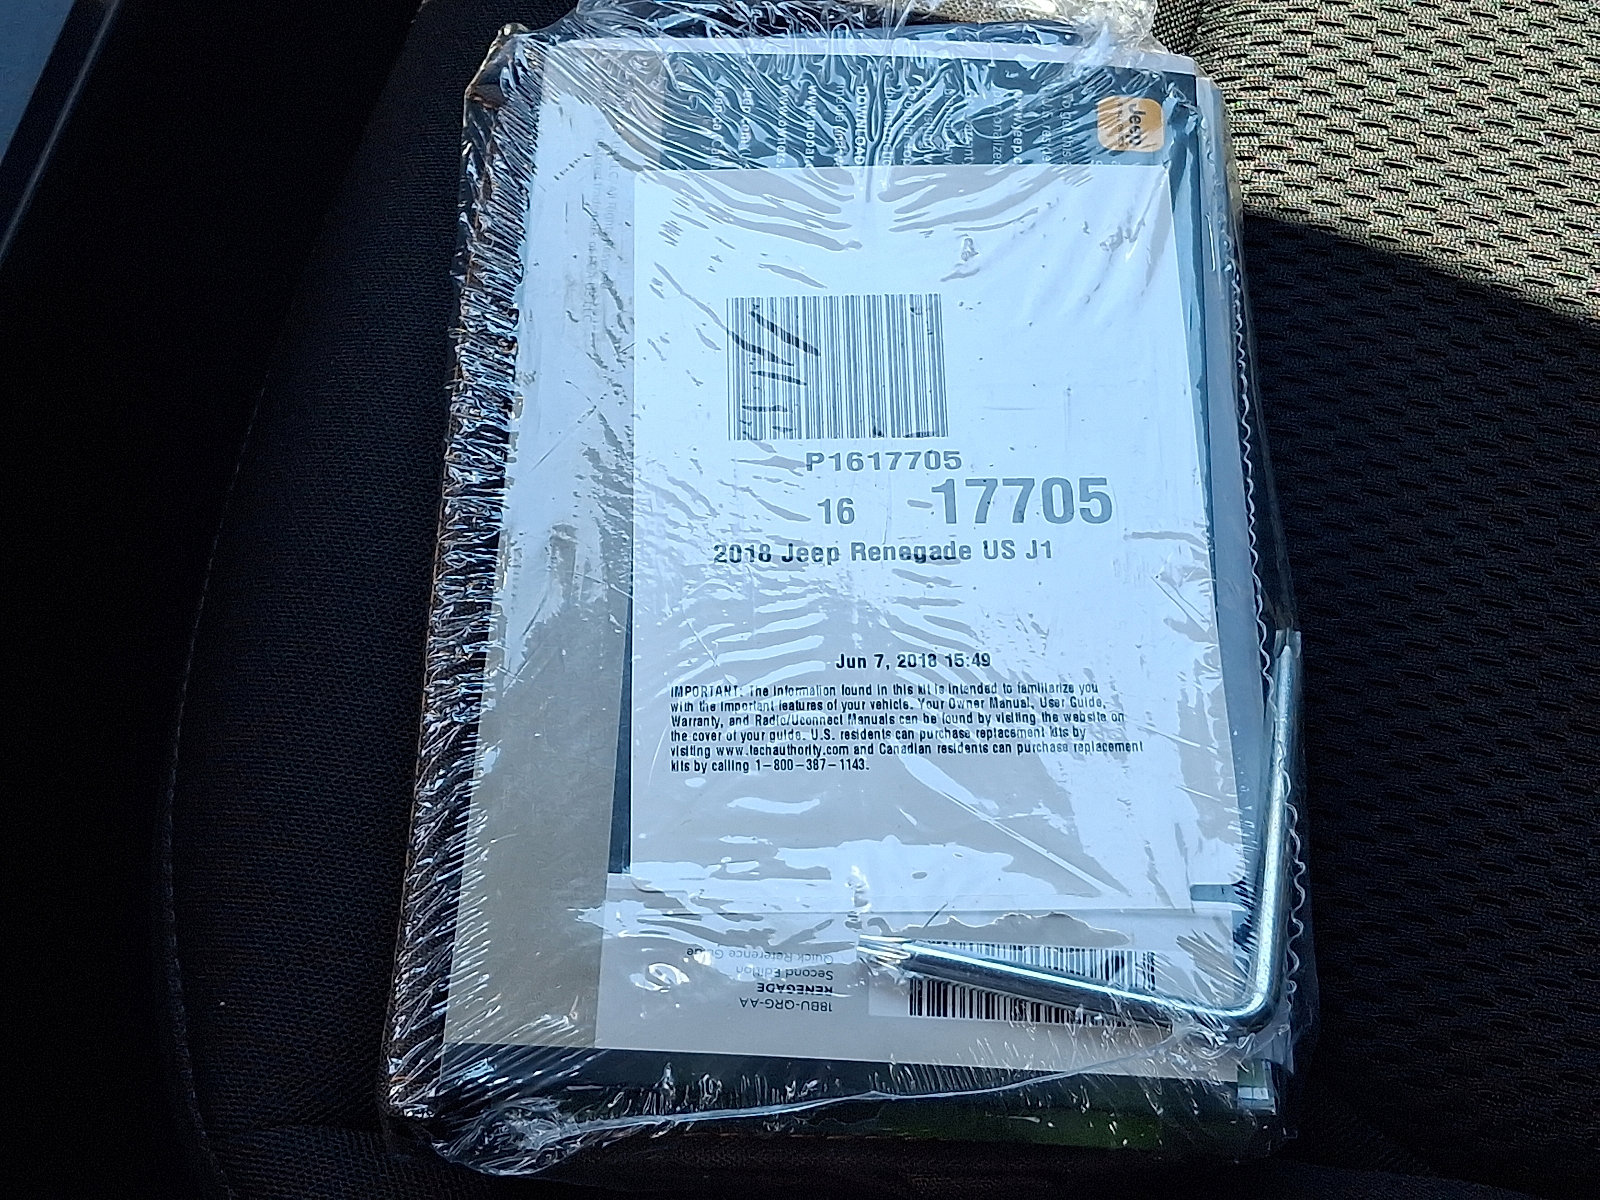 Jeep
DOWNLOAD
P1617705
16 17705
2018 Jeep Renegade US J1
Jun 7, 2018 15:49
IMPORTANT: The information found in this kit is intended to familiarize you
with the important features of your vehicle. Your Owner Manual, User Guide,
Warranty, and Radio/Uconnect Manuals can be found by visiting the website on
the cover of your guide. U.S. residents can purchase replacement kits by
visiting www.techauthority.com and Canadian residents can purchase replacement
kits by calling 1-800-387-1143.
18BU-QRG-AA
RENEGADE
Second Edition
Quick Reference Guide